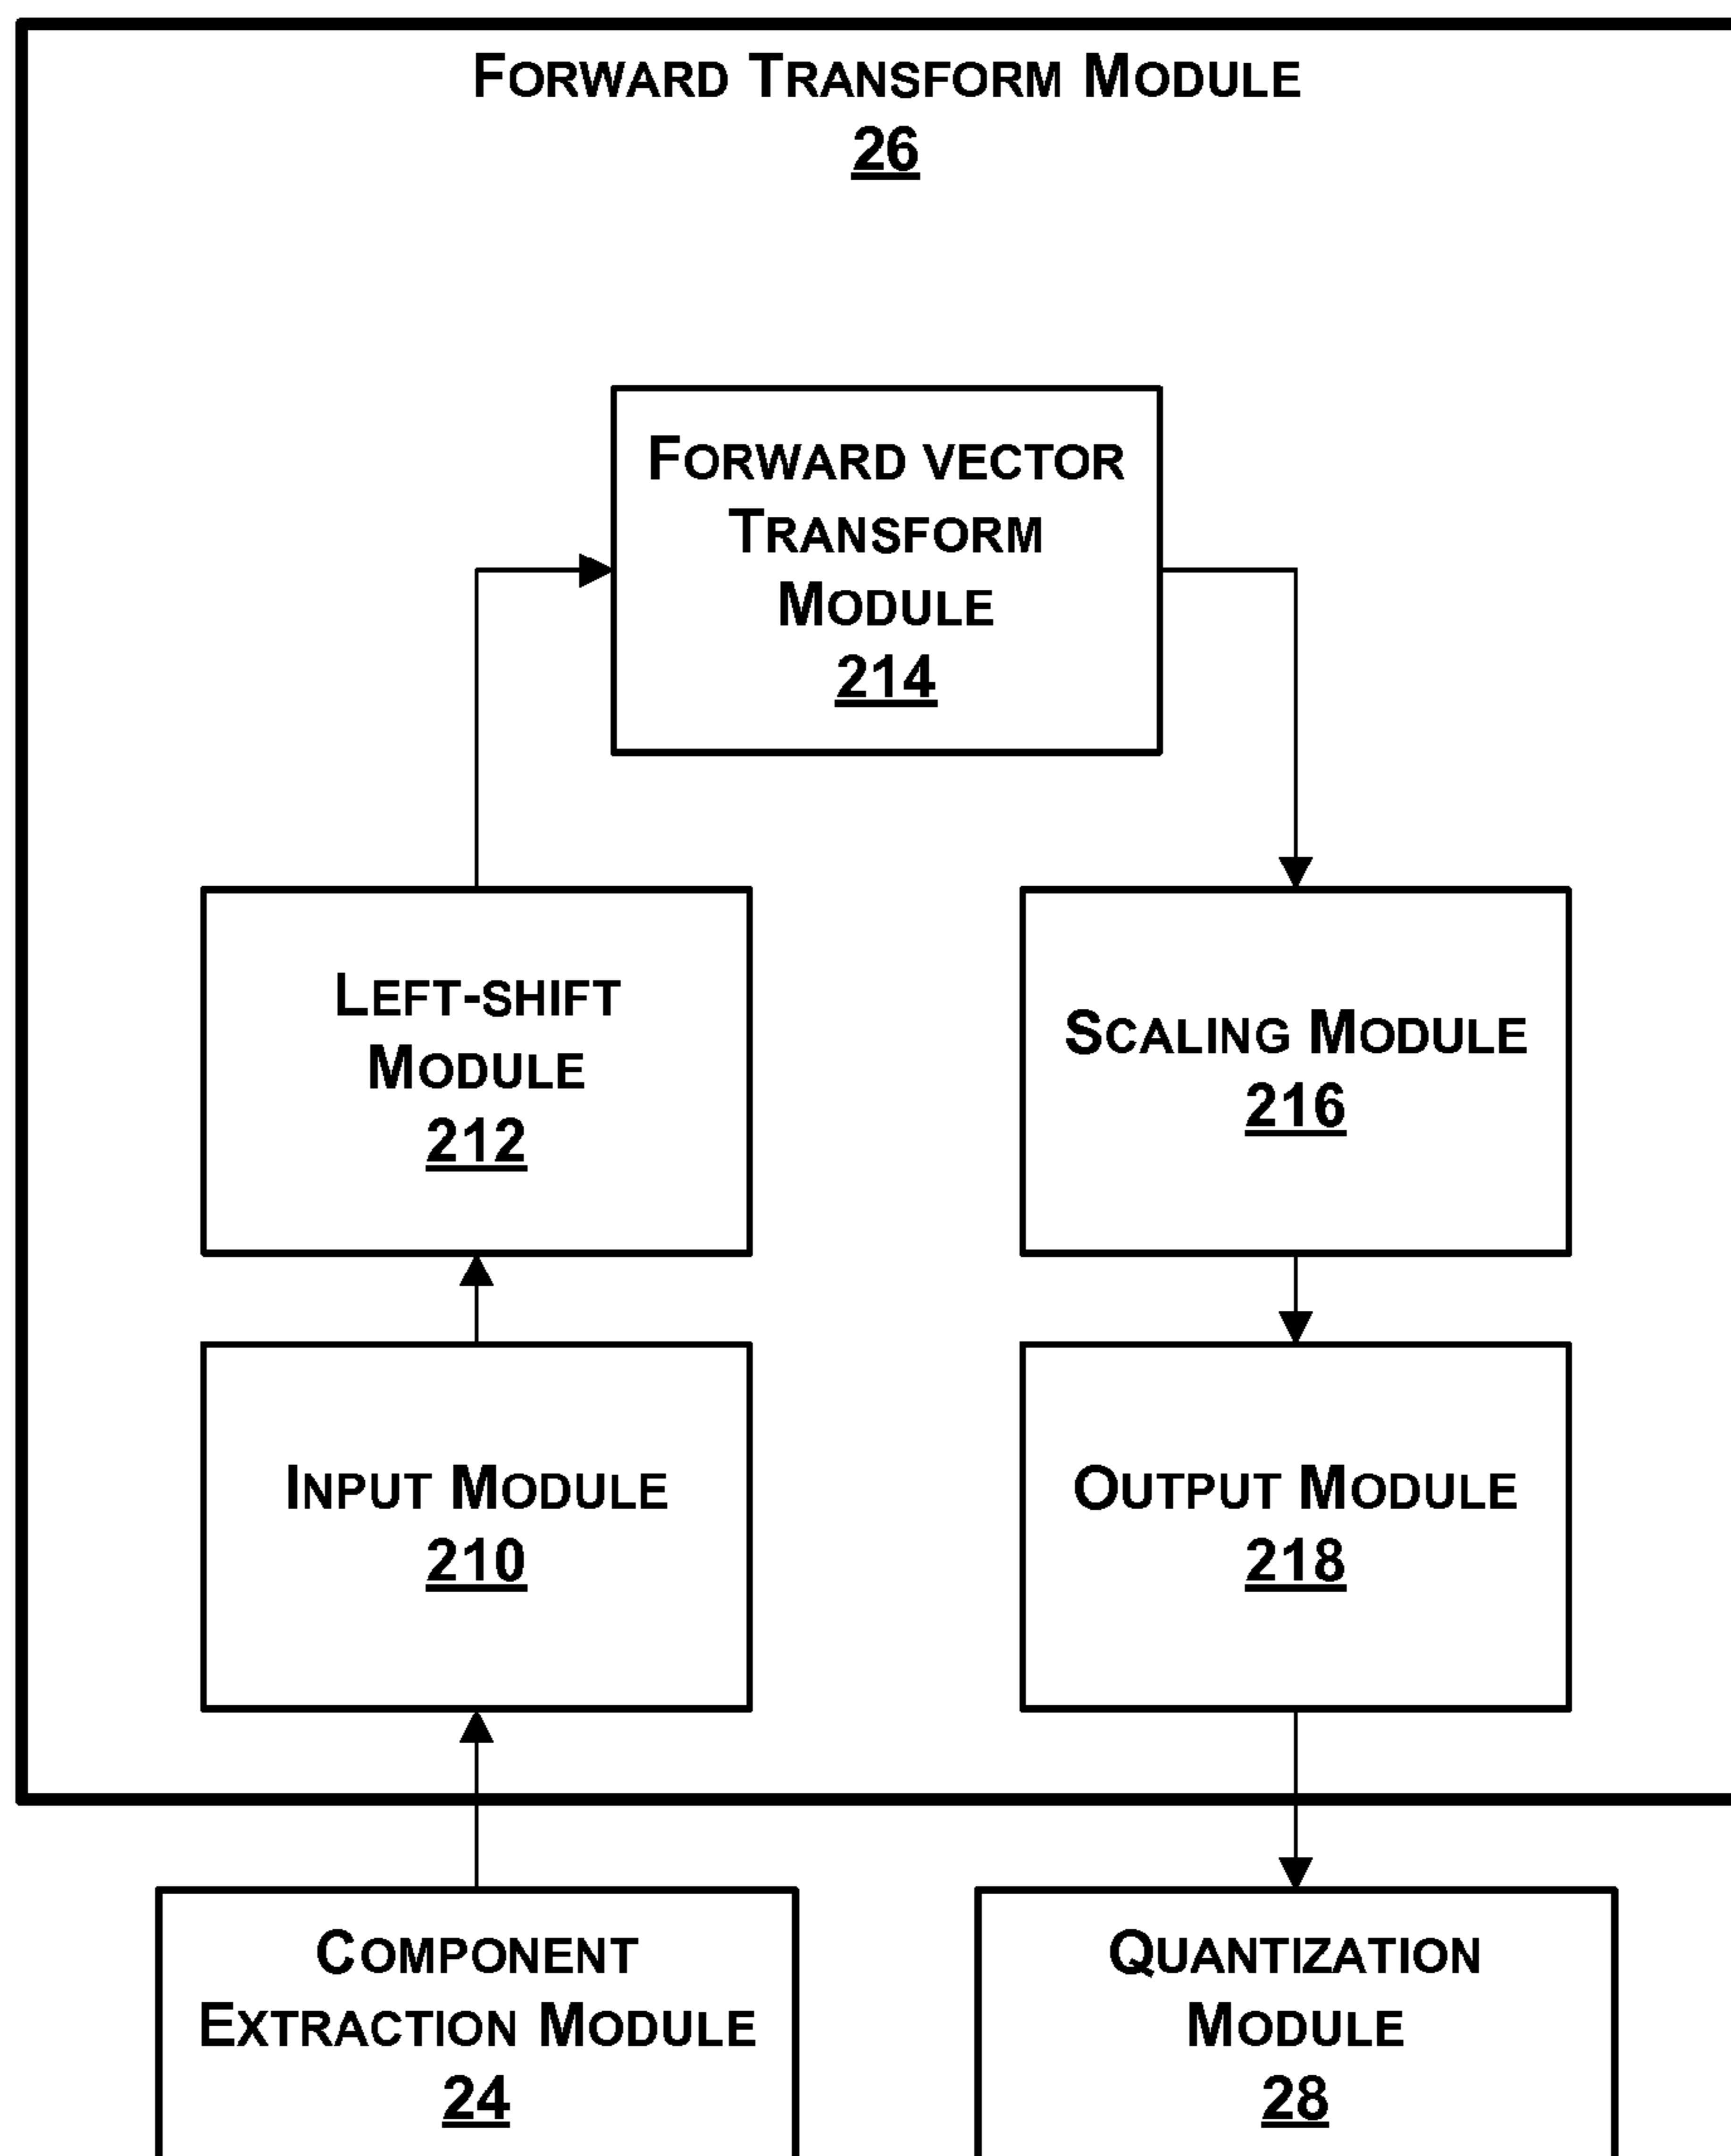 FORWARD TRANSFORM MODULE
26
FORWARD VECTOR
TRANSFORM
MODULE
214
LEFT-SHIFT
MODULE
212
SCALING MODULE
216
INPUT MODULE
210
OUTPUT MODULE
218
COMPONENT
EXTRACTION MODULE
24
QUANTIZATION
MODULE
28